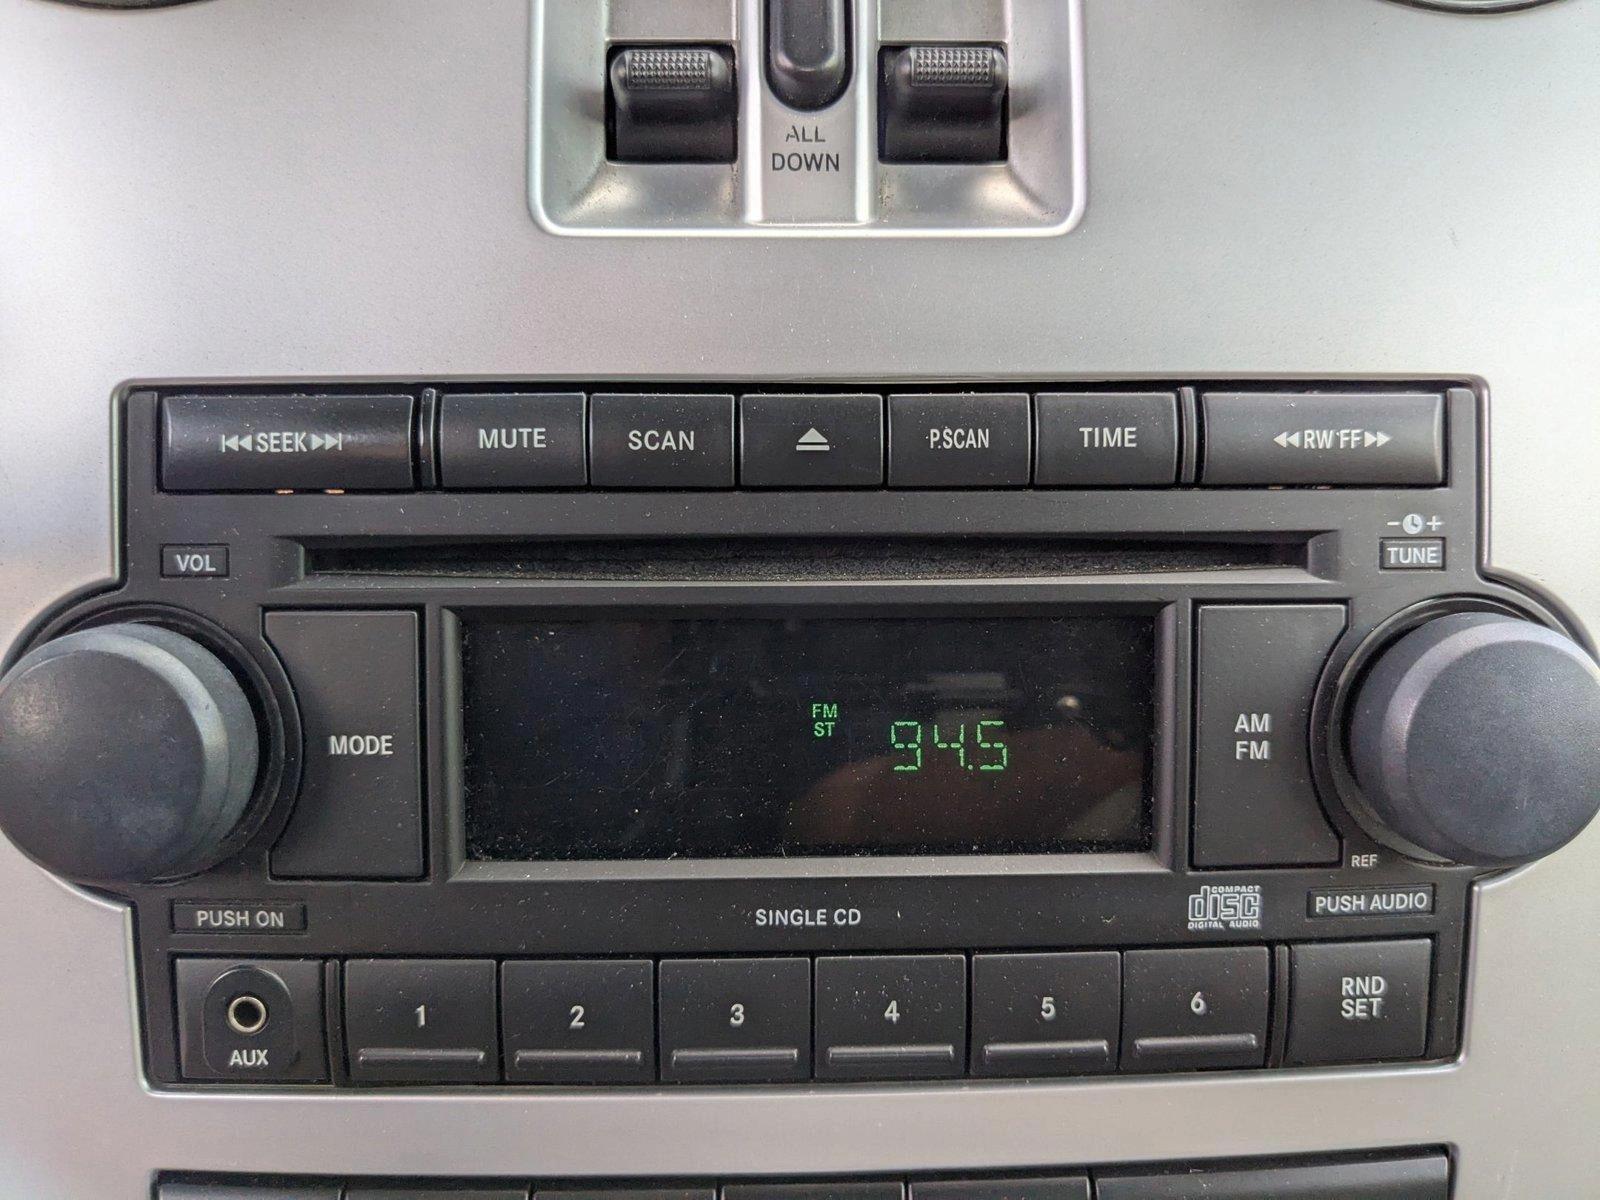 ALL
DOWN
SEEK
MUTE
SCAN
P.SCAN
TIME
RW FF
VOL
- +
TUNE
MODE
FM
ST
94.5
AM
FM
REF
PUSH ON
SINGLE CD
COMPACT
disc
DIGITAL AUDIO
PUSH AUDIO
AUX
1
2
3
4
5
6
RND
SET